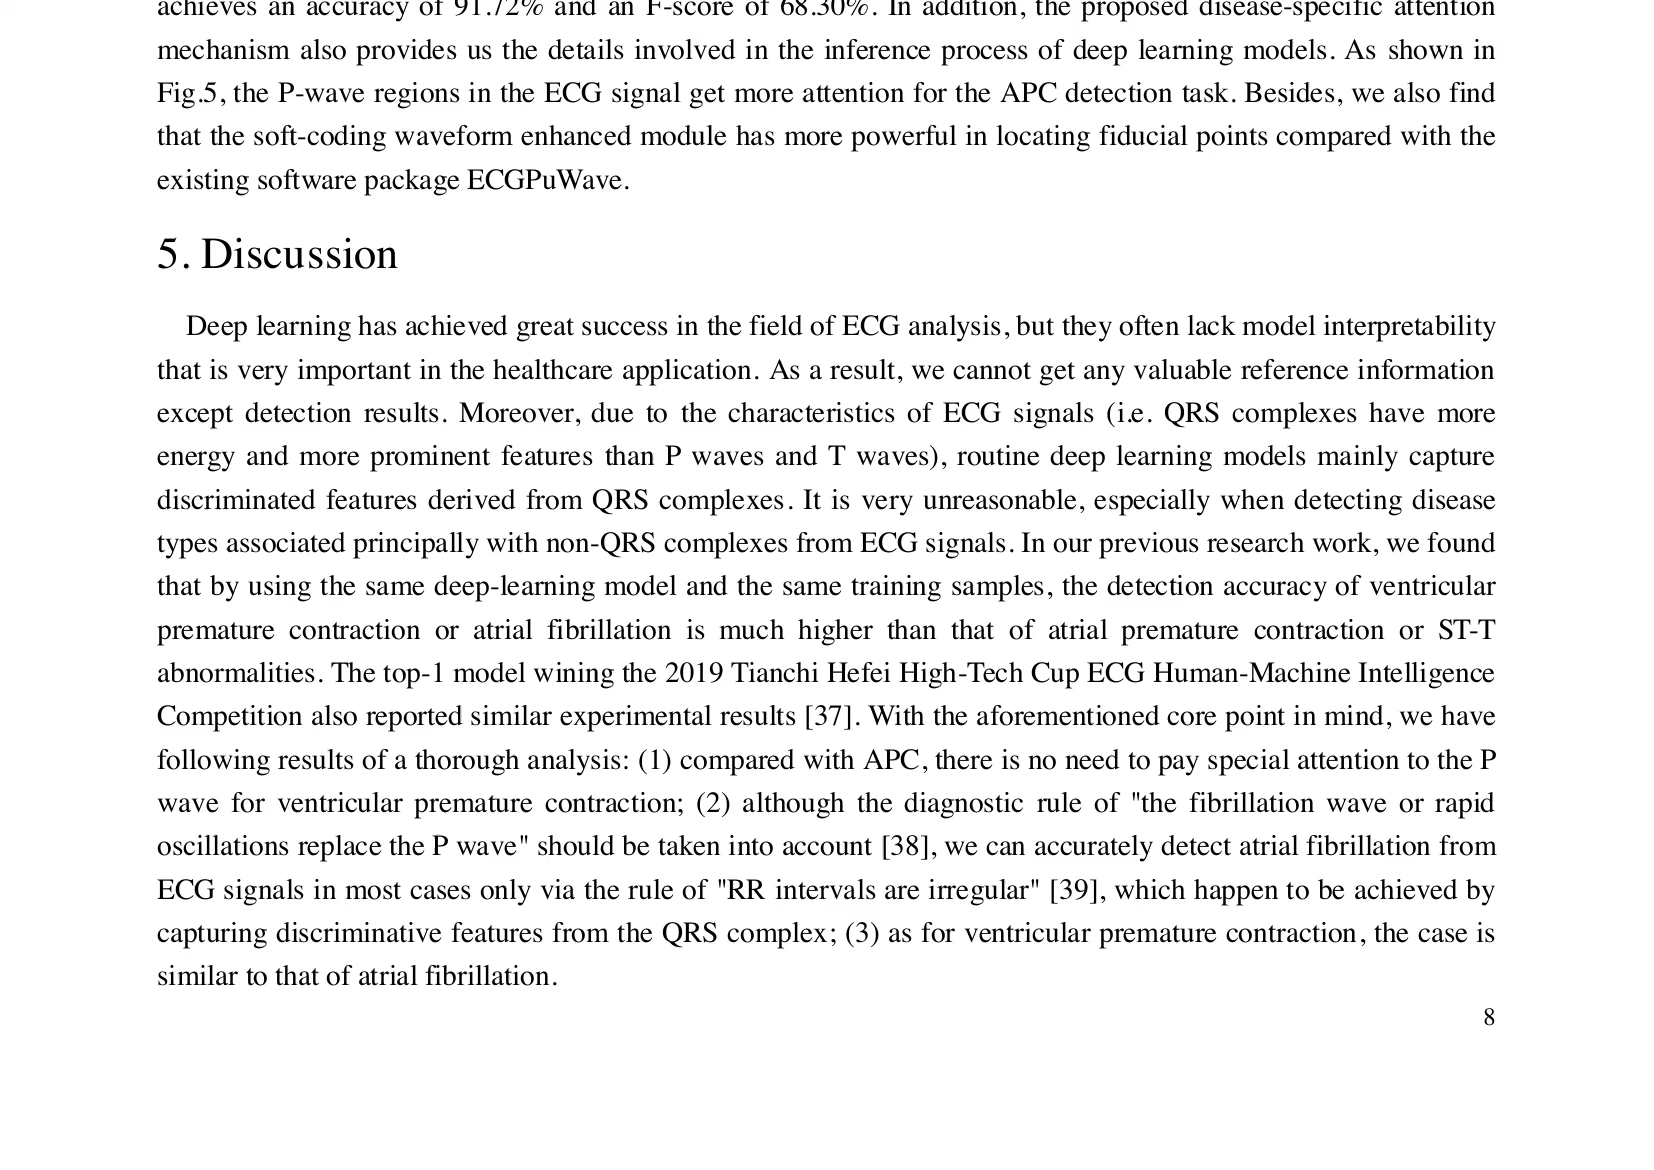 achieves an accuracy of 91.72% and an F-score of 68.30%. In addition, the proposed disease-specific attention
mechanism also provides us the details involved in the inference process of deep learning models. As shown in
Fig.5, the P-wave regions in the ECG signal get more attention for the APC detection task. Besides, we also find
that the soft-coding waveform enhanced module has more powerful in locating fiducial points compared with the
existing software package ECGPuWave.
5. Discussion
Deep learning has achieved great success in the field of ECG analysis, but they often lack model interpretability
that is very important in the healthcare application. As a result, we cannot get any valuable reference information
except detection results. Moreover, due to the characteristics of ECG signals (i.e. QRS complexes have more
energy and more prominent features than P waves and T waves), routine deep learning models mainly capture
discriminated features derived from QRS complexes. It is very unreasonable, especially when detecting disease
types associated principally with non-QRS complexes from ECG signals. In our previous research work, we found
that by using the same deep-learning model and the same training samples, the detection accuracy of ventricular
premature contraction or atrial fibrillation is much higher than that of atrial premature contraction or ST-T
abnormalities. The top-1 model wining the 2019 Tianchi Hefei High-Tech Cup ECG Human-Machine Intelligence
Competition also reported similar experimental results [37]. With the aforementioned core point in mind, we have
following results of a thorough analysis: (1) compared with APC, there is no need to pay special attention to the P
wave for ventricular premature contraction; (2) although the diagnostic rule of "the fibrillation wave or rapid
oscillations replace the P wave" should be taken into account [38], we can accurately detect atrial fibrillation from
ECG signals in most cases only via the rule of "RR intervals are irregular" [39], which happen to be achieved by
capturing discriminative features from the QRS complex; (3) as for ventricular premature contraction, the case is
similar to that of atrial fibrillation.
8